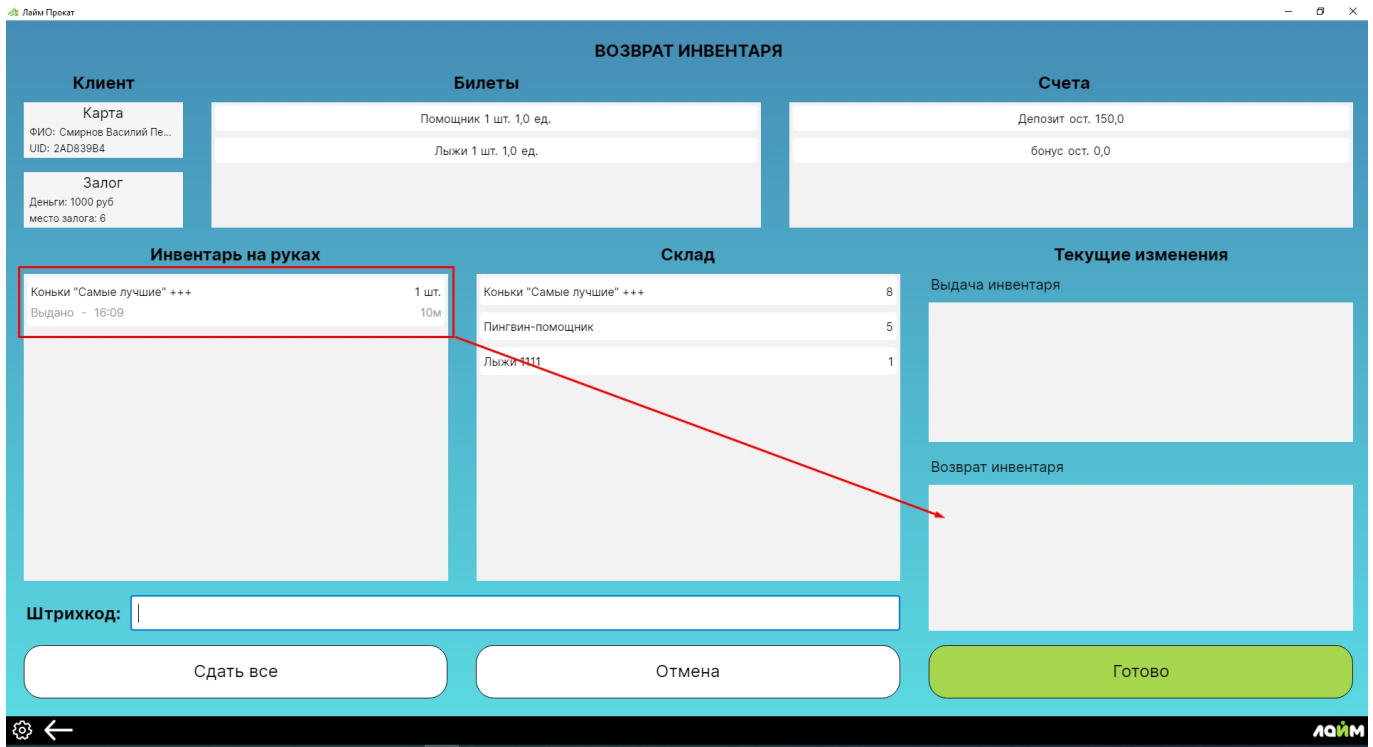 Лайм Прокат
ВОЗВРАТ ИНВЕНТАРЯ
Клиент
Карта
ФИО: Смирнов Василий Пе...
UID: 2AD839B4
Залог
Деньги: 1000 руб
место залога: 6
Билеты
Помощник 1 шт. 1,0 ед.
Лыжи 1 шт. 1,0 ед.
Счета
Депозит ост. 150,0
бонус ост. 0,0
Инвентарь на руках
Коньки "Самые лучшие" +++ 1 шт.
Выдано - 16:09 10м
Склад
Коньки "Самые лучшие" +++ 8
Пингвин-помощник 5
Лыжи 1111 1
Текущие изменения
Выдача инвентаря
Возврат инвентаря
Штрихкод:
Сдать все
Отмена
Готово
лайм